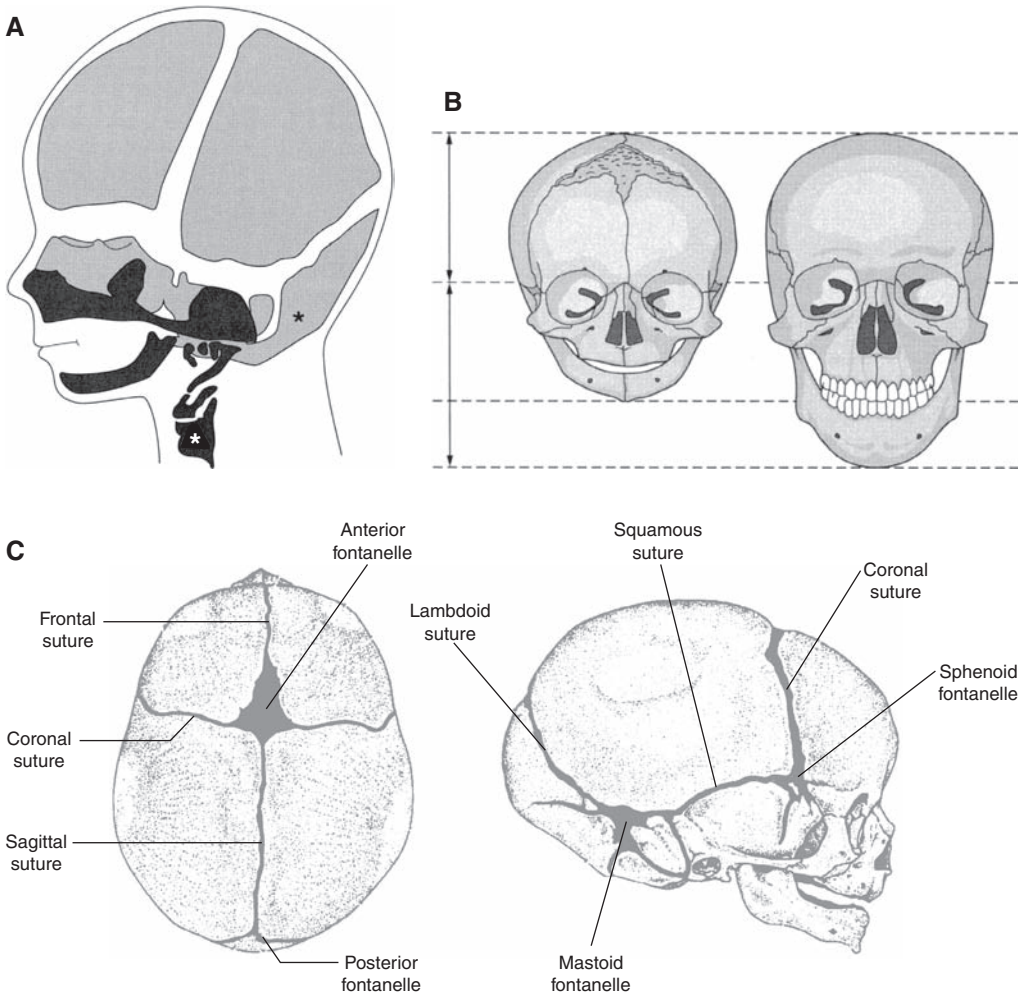 A
*
*
B
C
Anterior
fontanelle
Frontal
suture
Coronal
suture
Sagittal
suture
Posterior
fontanelle
Squamous
suture
Lambdoid
suture
Coronal
suture
Sphenoid
fontanelle
Mastoid
fontanelle